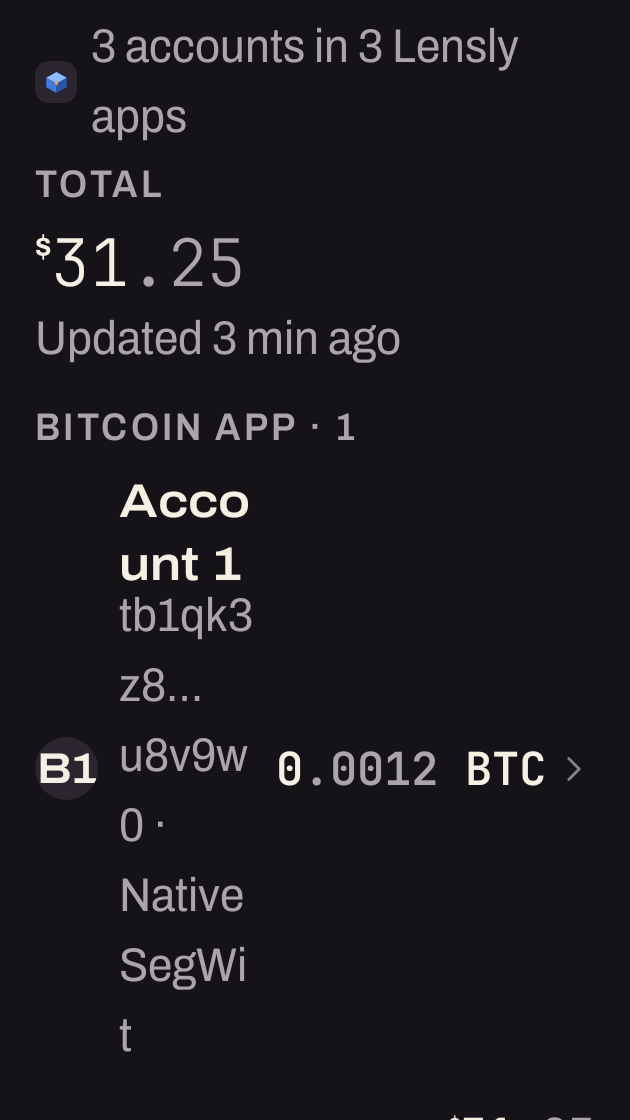 3 accounts in 3 Lensly
apps
TOTAL
$31.25
Updated 3 min ago
BITCOIN APP · 1
Acco
unt 1
tb1qk3
z8...
u8v9w
0 ·
Native
SegWi
t
B1
0.0012 BTC